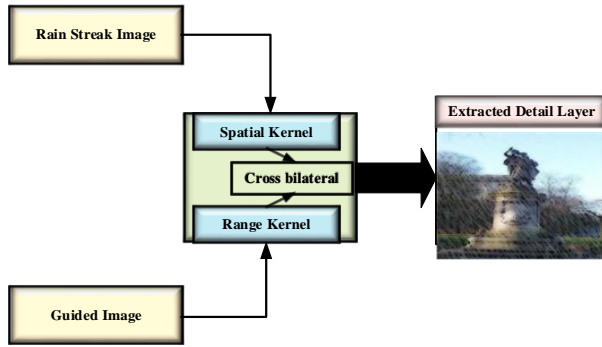 Rain Streak Image
Spatial Kernel
Extracted Detail Layer
Cross bilateral
Range Kernel
Guided Image